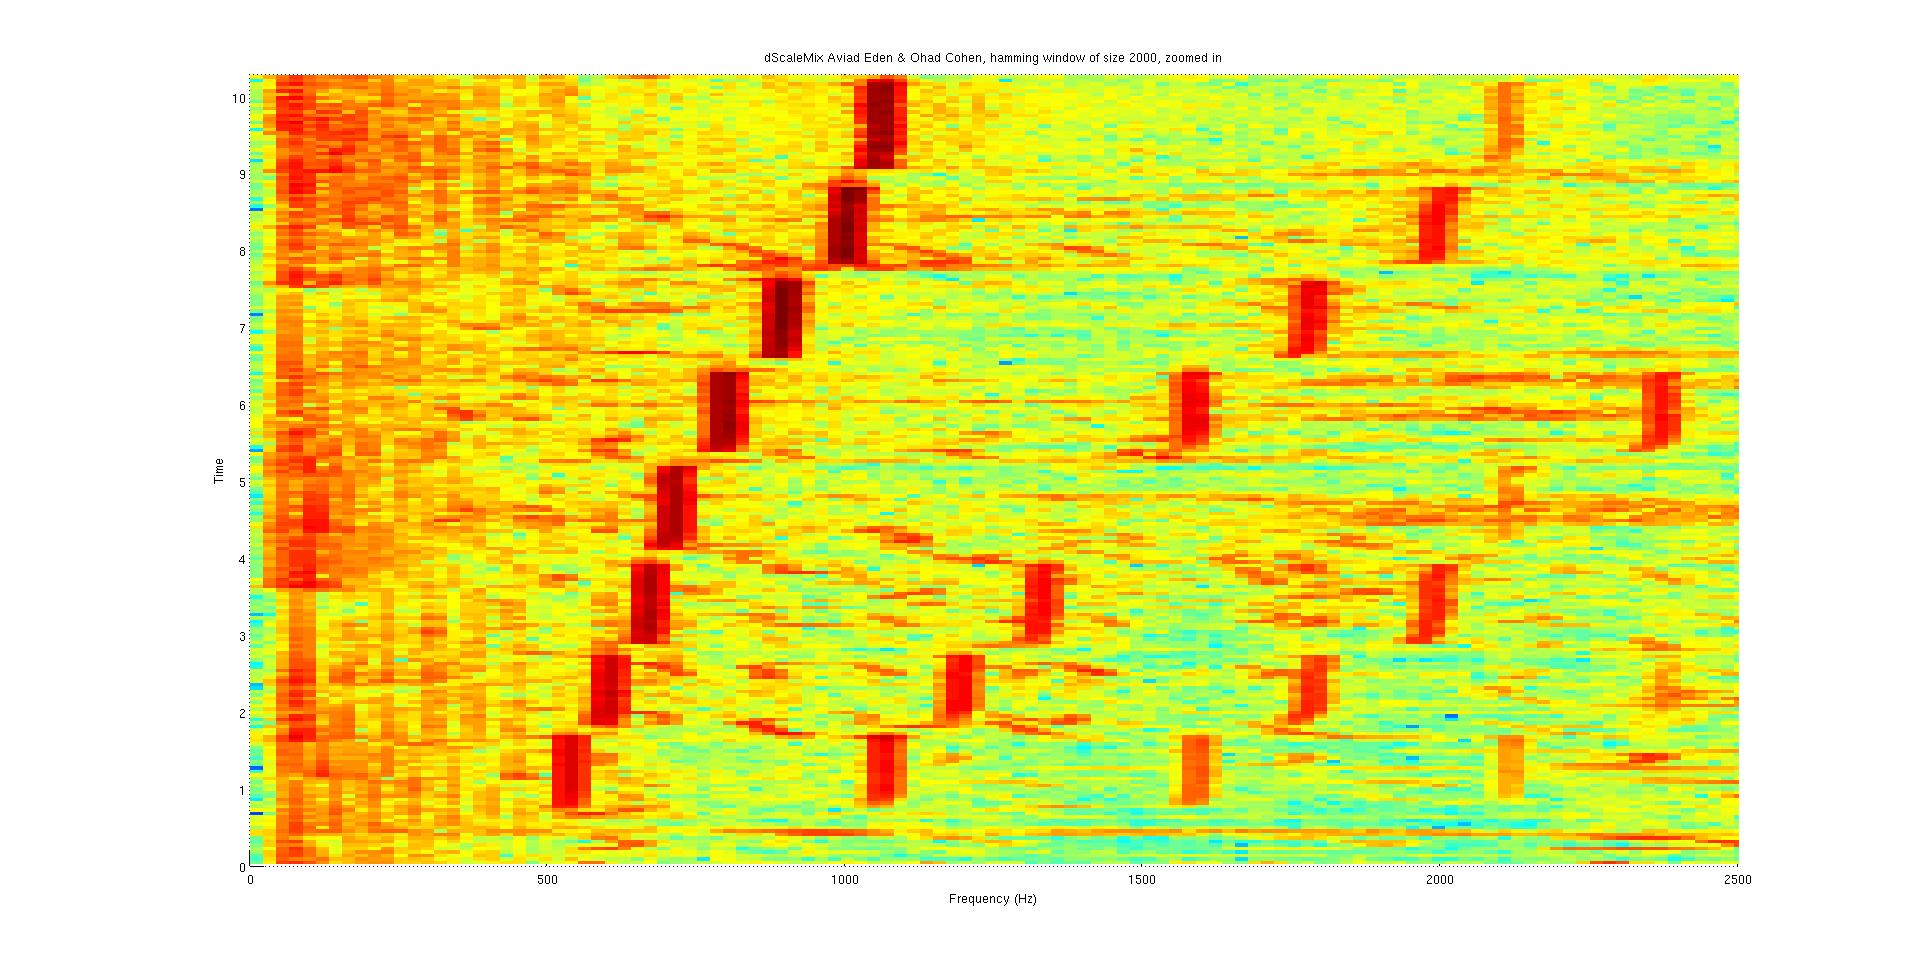 dScaleMix Aviad Eden & Ohad Cohen, hamming window of size 2000, zoomed in
10
9
8
7
6
5
4
3
2
1
0
Time
0 500 1000 1500 2000 2500
Frequency (Hz)